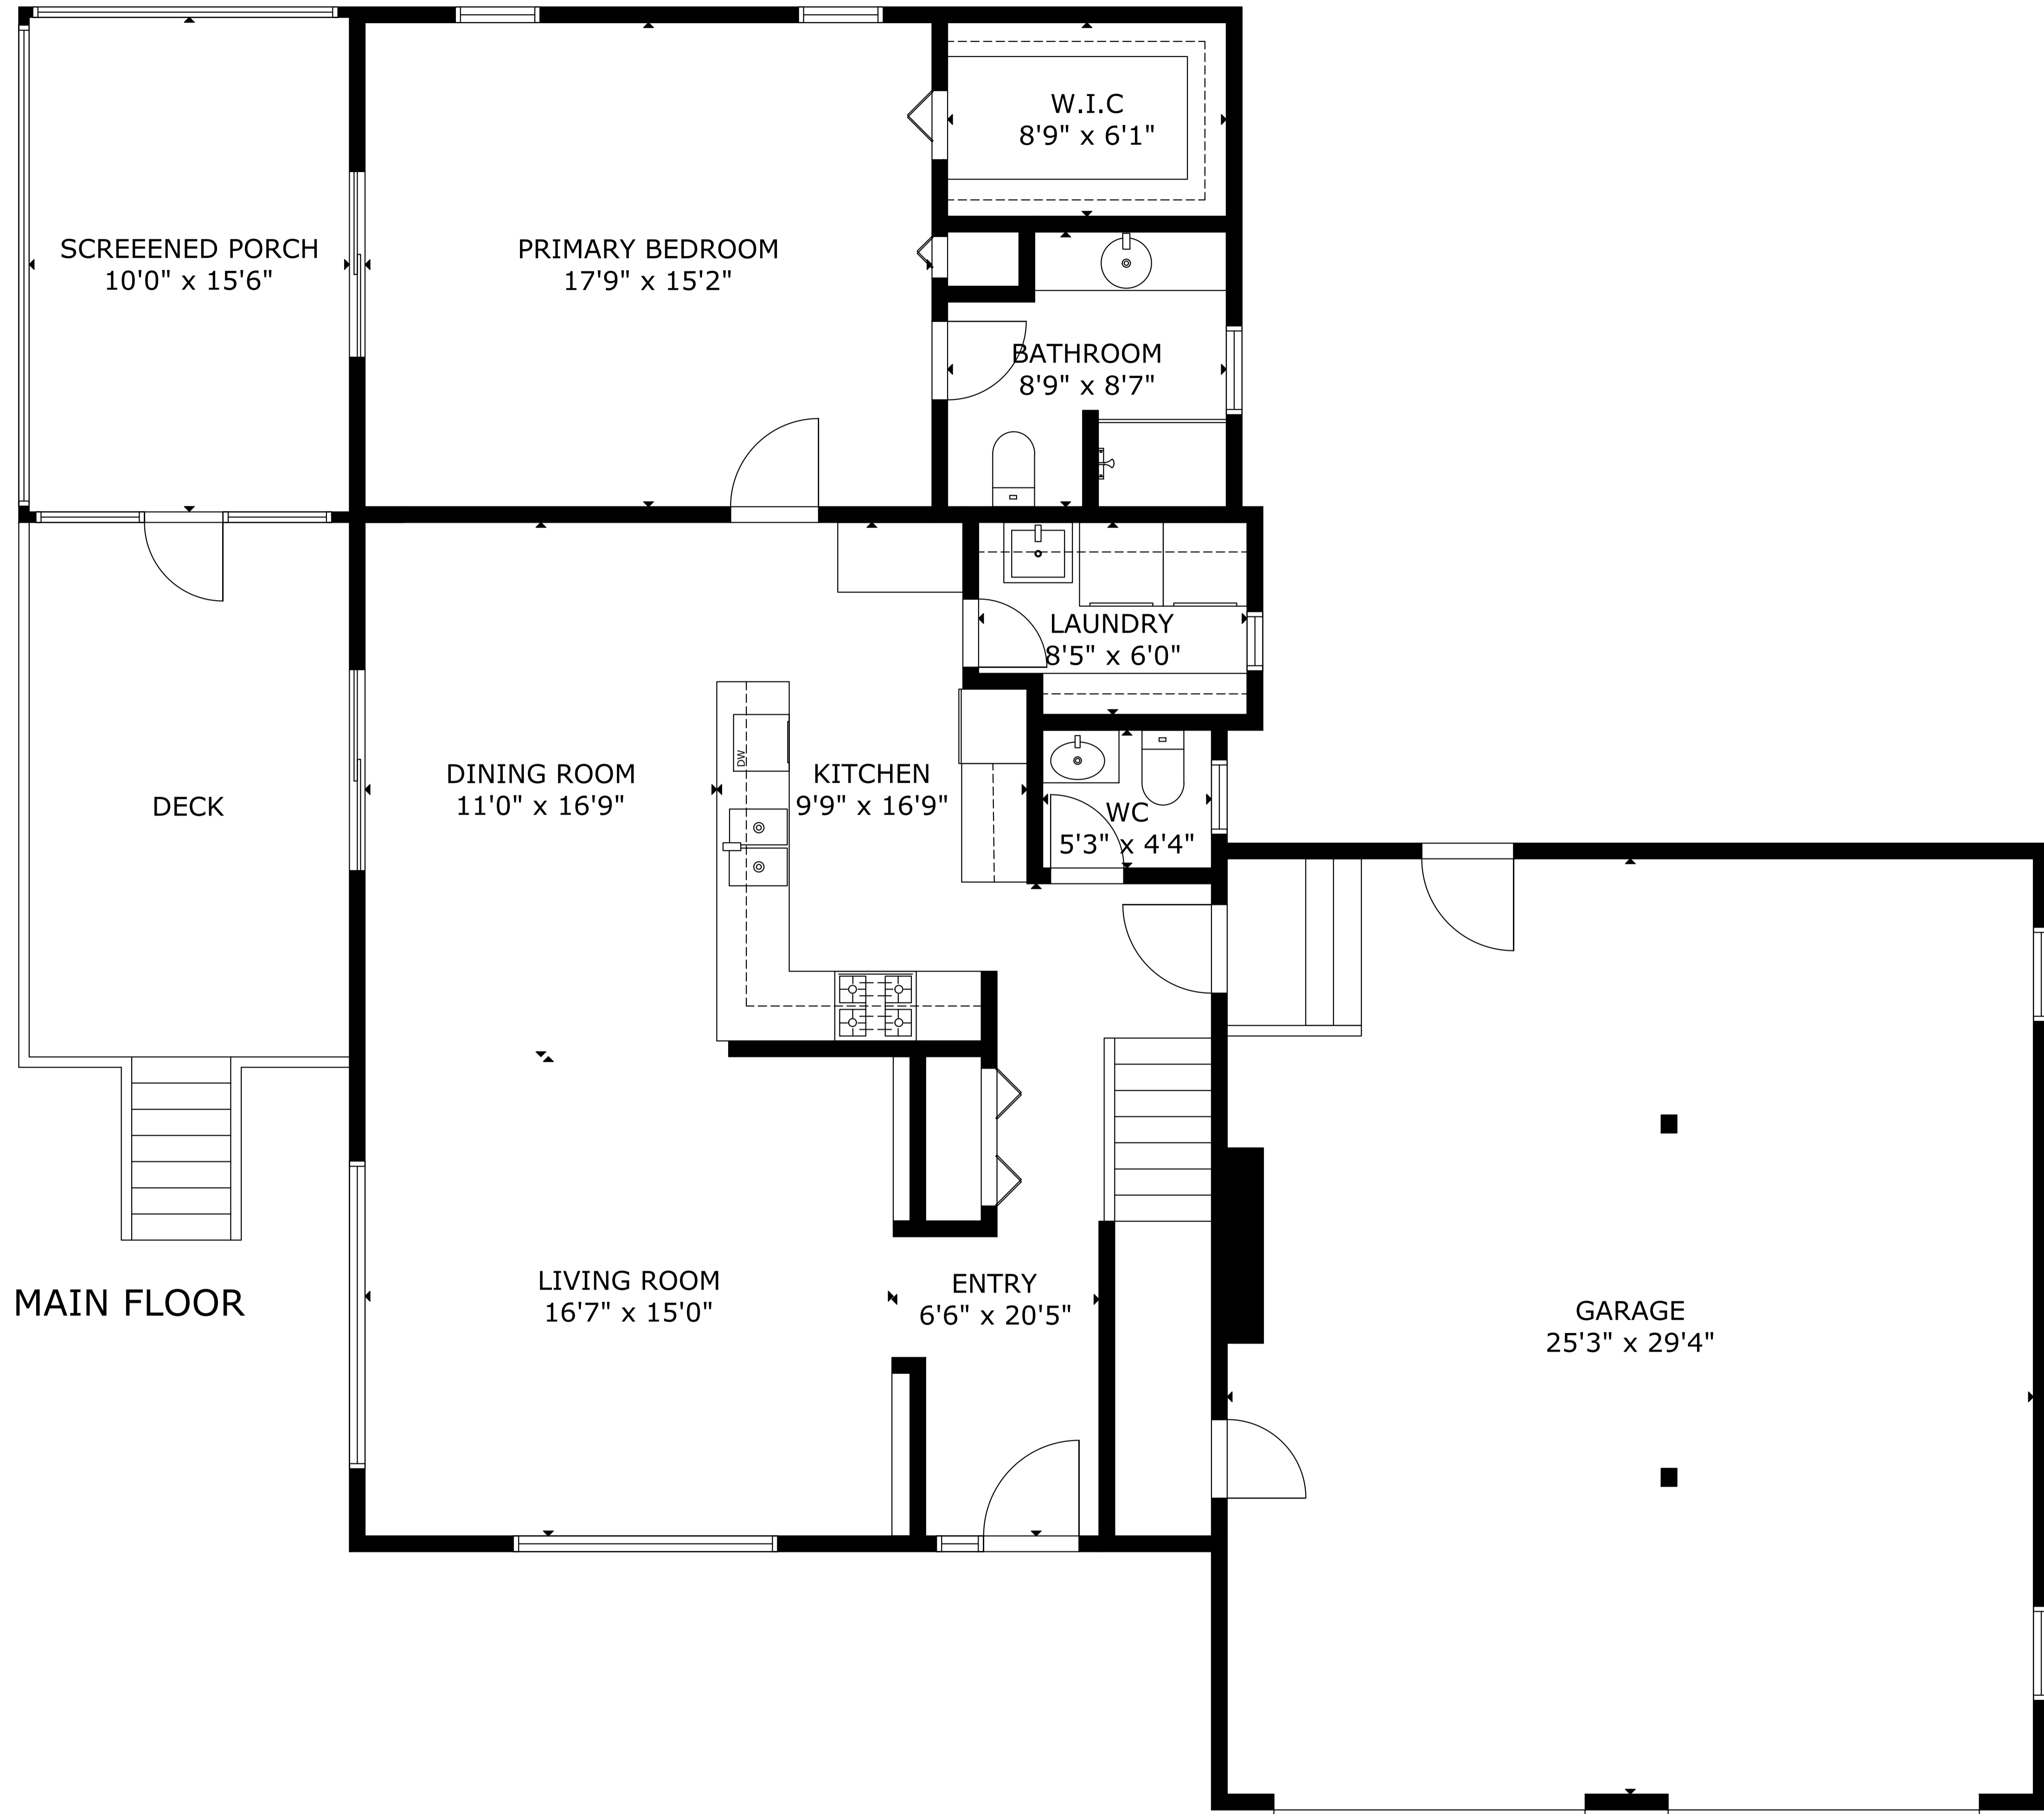 W.I.C
8'9" x 6'1"
SCREEENED PORCH
10'0" x 15'6"
PRIMARY BEDROOM
17'9" x 15'2"
BATHROOM
8'9" x 8'7"
LAUNDRY
8'5" x 6'0"
DECK
DINING ROOM
11'0" x 16'9"
DW
KITCHEN
9'9" x 16'9"
WC
5'3" x 4'4"
MAIN FLOOR
LIVING ROOM
16'7" x 15'0"
ENTRY
6'6" x 20'5"
GARAGE
25'3" x 29'4"